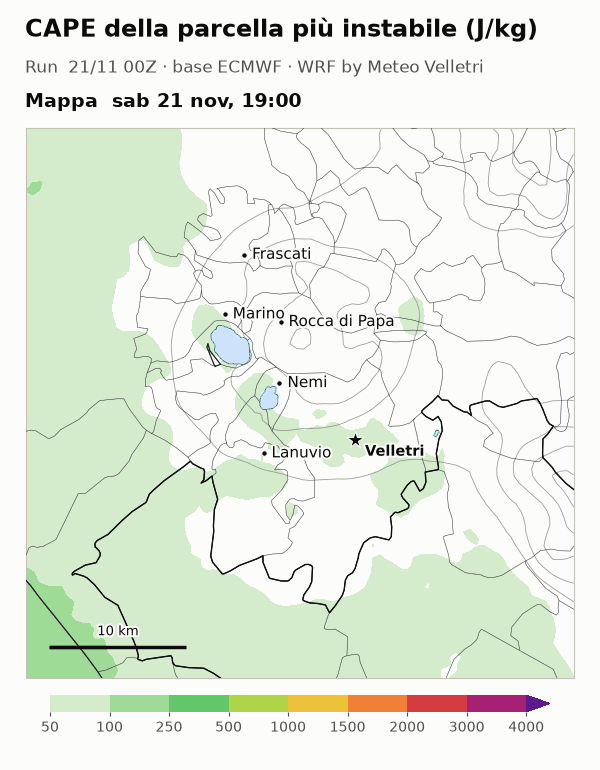 CAPE della parcella più instabile (J/kg)
Run  21/11 00Z · base ECMWF · WRF by Meteo Velletri
Mappa  sab 21 nov, 19:00
Frascati
Marino
Rocca di Papa
Nemi
Velletri
Lanuvio
10 km
50 100 250 500 1000 1500 2000 3000 4000